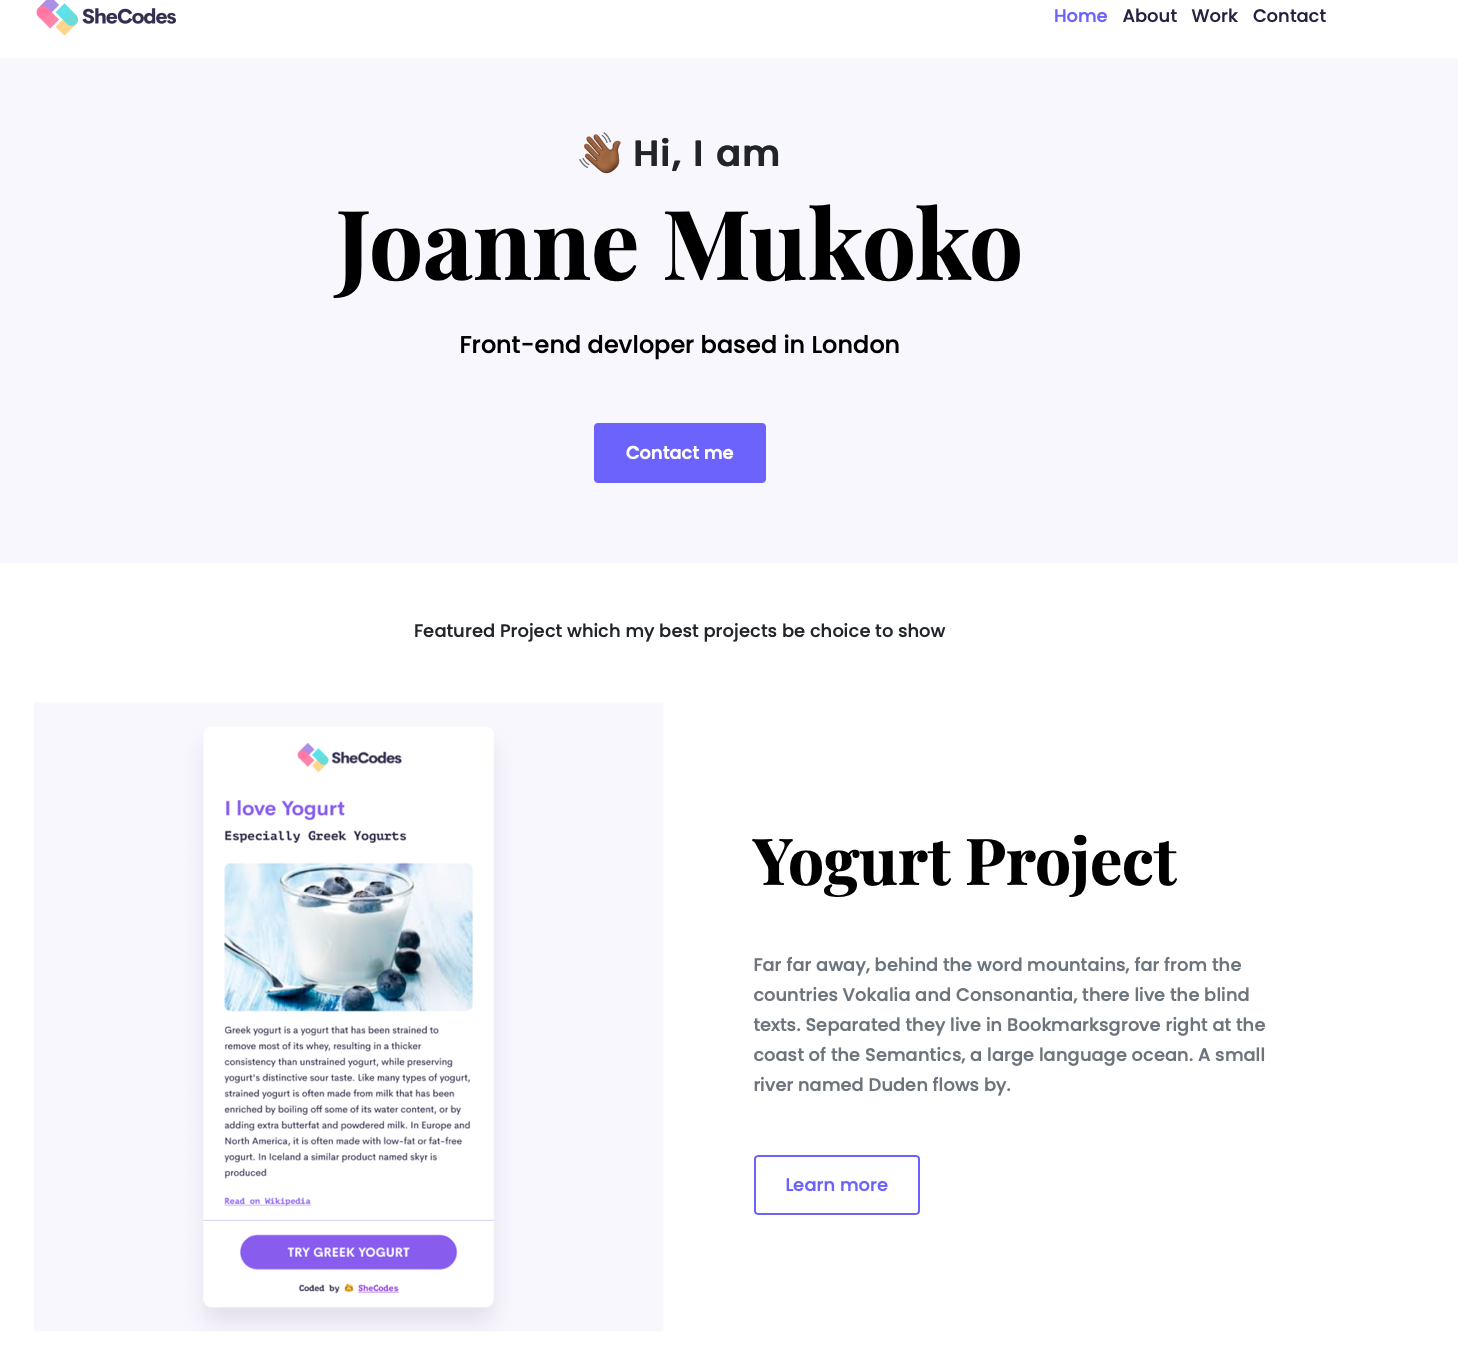 SheCodes
Home About Work Contact
👋🏾 Hi, I am
Joanne Mukoko
Front-end devloper based in London
Contact me
Featured Project which my best projects be choice to show
SheCodes
I love Yogurt
Especially Greek Yogurts
Greek yogurt is a yogurt that has been strained to
remove most of its whey, resulting in a thicker
consistency than unstrained yogurt, while preserving
yogurt's distinctive sour taste. Like many types of yogurt,
strained yogurt is often made from milk that has been
enriched by boiling off some of its water content, or by
adding extra butterfat and powdered milk. In Europe and
North America, it is often made with low-fat or fat-free
yogurt. In Iceland a similar product named skyr is
produced
Read on Wikipedia
TRY GREEK YOGURT
Coded by SheCodes
Yogurt Project
Far far away, behind the word mountains, far from the
countries Vokalia and Consonantia, there live the blind
texts. Separated they live in Bookmarksgrove right at the
coast of the Semantics, a large language ocean. A small
river named Duden flows by.
Learn more